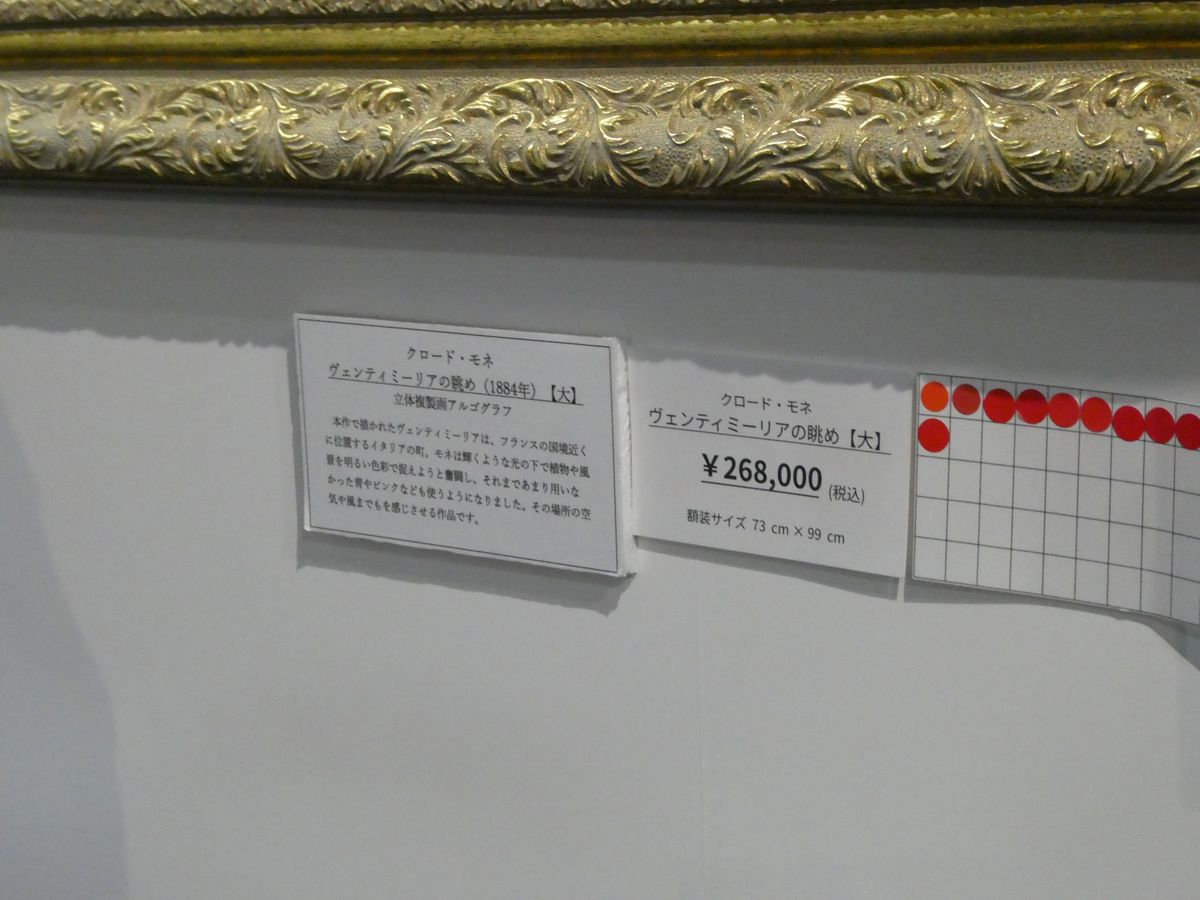 クロード・モネ
ヴェンティミーリアの眺め（1884年）【大】
立体複製画アルゴグラフ
本作で描かれたヴェンティミーリアは、フランスの国境近く
に位置するイタリアの町。モネは輝くような光の下で植物や風
景を明るい色彩で捉えようと奮闘し、それまであまり用いな
かった青やピンクなども使うようになりました。その場所の空
気や風までもを感じさせる作品です。
クロード・モネ
ヴェンティミーリアの眺め【大】
¥268,000 (税込)
額装サイズ 73 cm × 99 cm